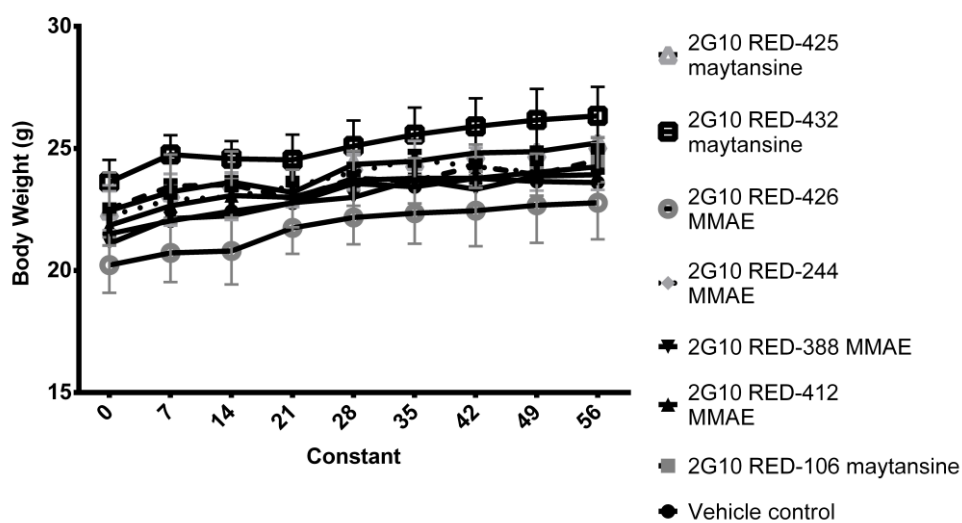 30
25
20
15
Body Weight (g)
0
7
14
21
28
35
42
49
56
Constant
2G10 RED-425
maytansine
2G10 RED-432
maytansine
2G10 RED-426
MMAE
2G10 RED-244
MMAE
2G10 RED-388 MMAE
2G10 RED-412
MMAE
2G10 RED-106 maytansine
Vehicle control